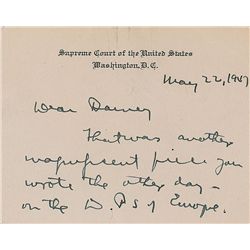 Supreme Court of the United States
Washington, D.C.
May 22, 1947
Dear
That was another
magnificent piece you
wrote the other day -
on the D.P.s of Europe.